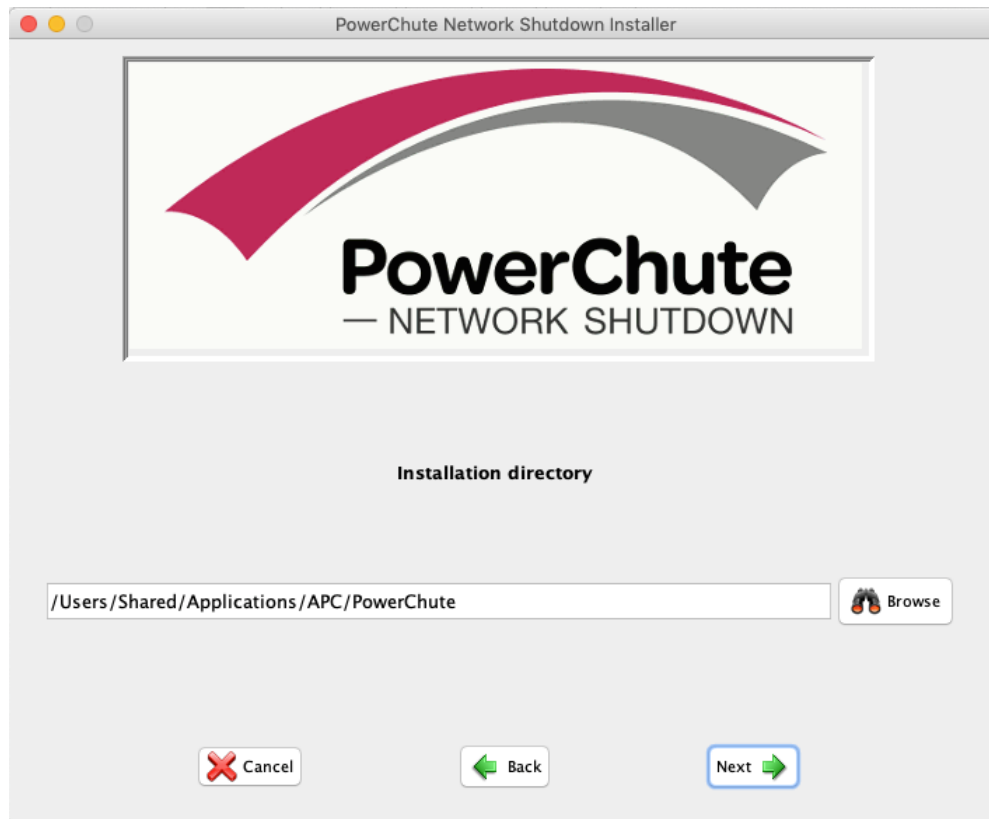 PowerChute Network Shutdown Installer
PowerChute
— NETWORK SHUTDOWN
Installation directory
/Users/Shared/Applications/APC/PowerChute
Browse
Cancel
Back
Next